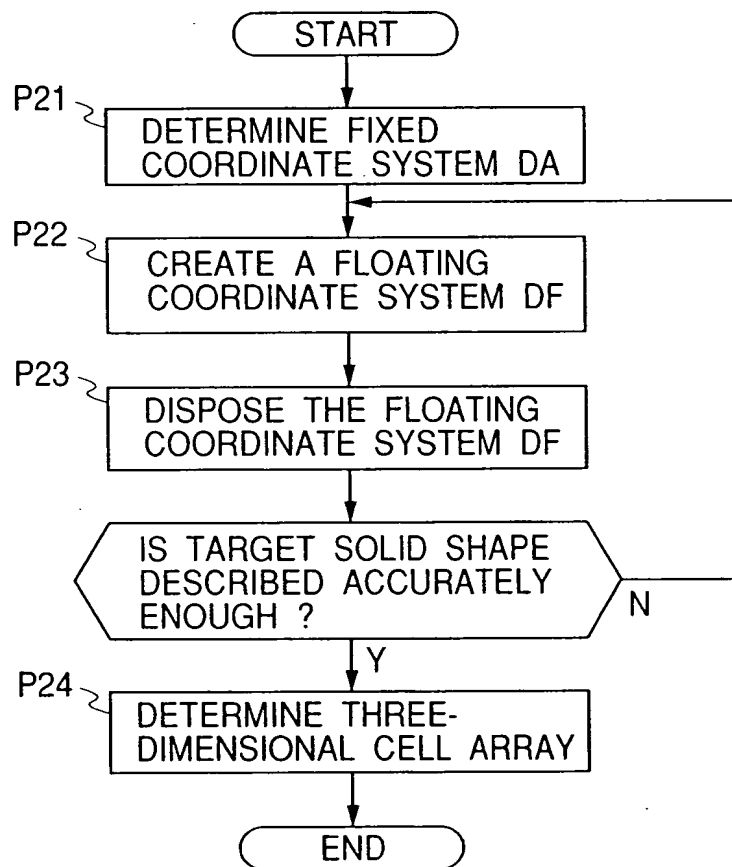 START
P21
DETERMINE FIXED
COORDINATE SYSTEM DA
P22
CREATE A FLOATING
COORDINATE SYSTEM DF
P23
DISPOSE THE FLOATING
COORDINATE SYSTEM DF
IS TARGET SOLID SHAPE
DESCRIBED ACCURATELY
ENOUGH ?
N
Y
P24
DETERMINE THREE-
DIMENSIONAL CELL ARRAY
END